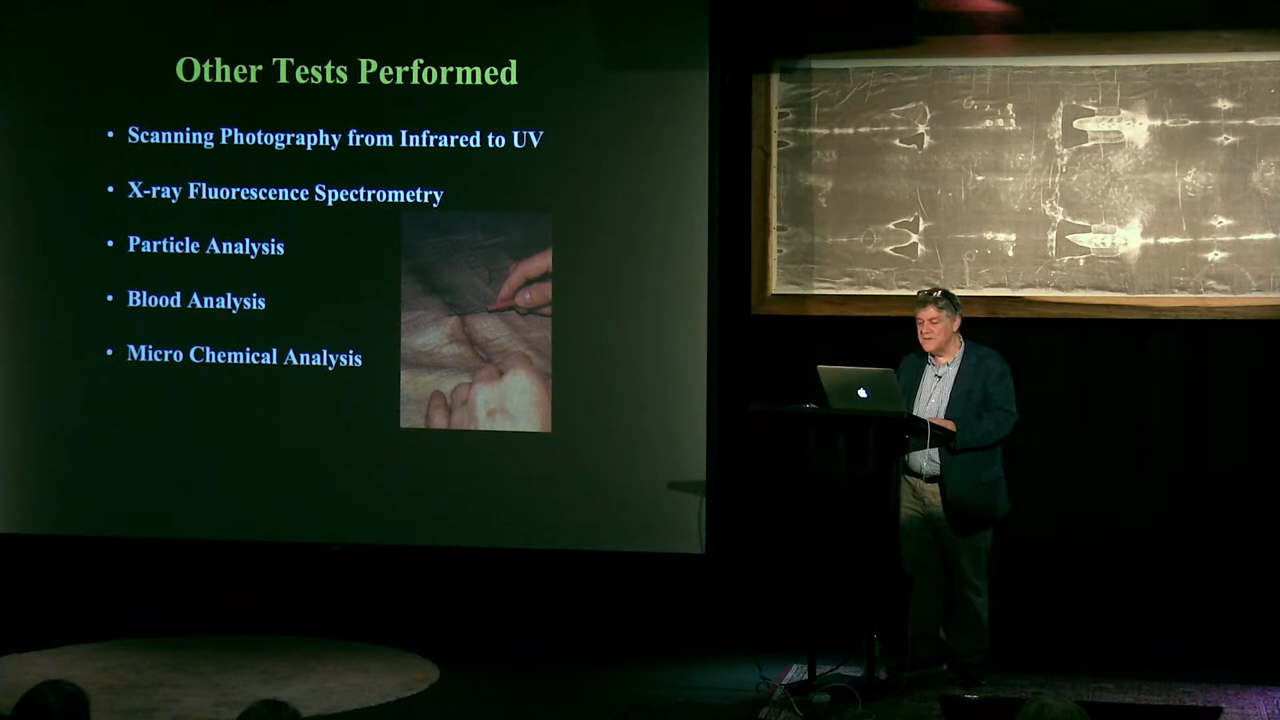 Other Tests Performed
• Scanning Photography from Infrared to UV
• X-ray Fluorescence Spectrometry
• Particle Analysis
• Blood Analysis
• Micro Chemical Analysis